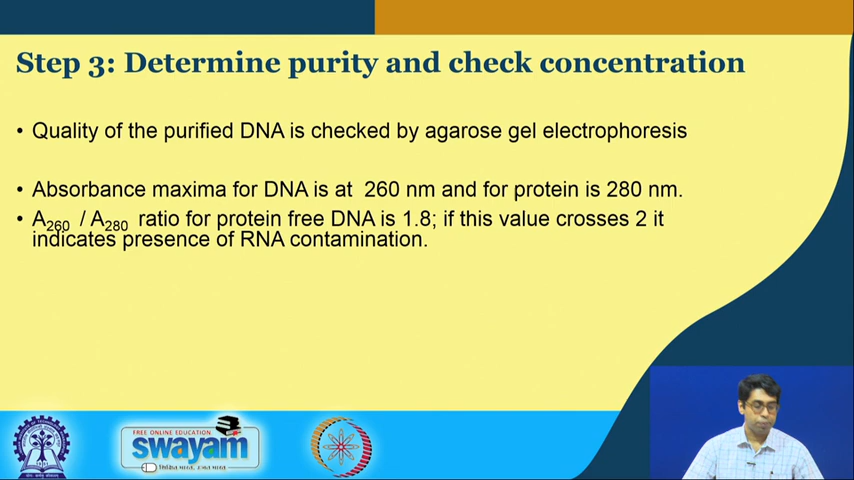 Step 3: Determine purity and check concentration
• Quality of the purified DNA is checked by agarose gel electrophoresis
• Absorbance maxima for DNA is at 260 nm and for protein is 280 nm.
• A260 / A280 ratio for protein free DNA is 1.8; if this value crosses 2 it
indicates presence of RNA contamination.
FREE ONLINE EDUCATION
swayam